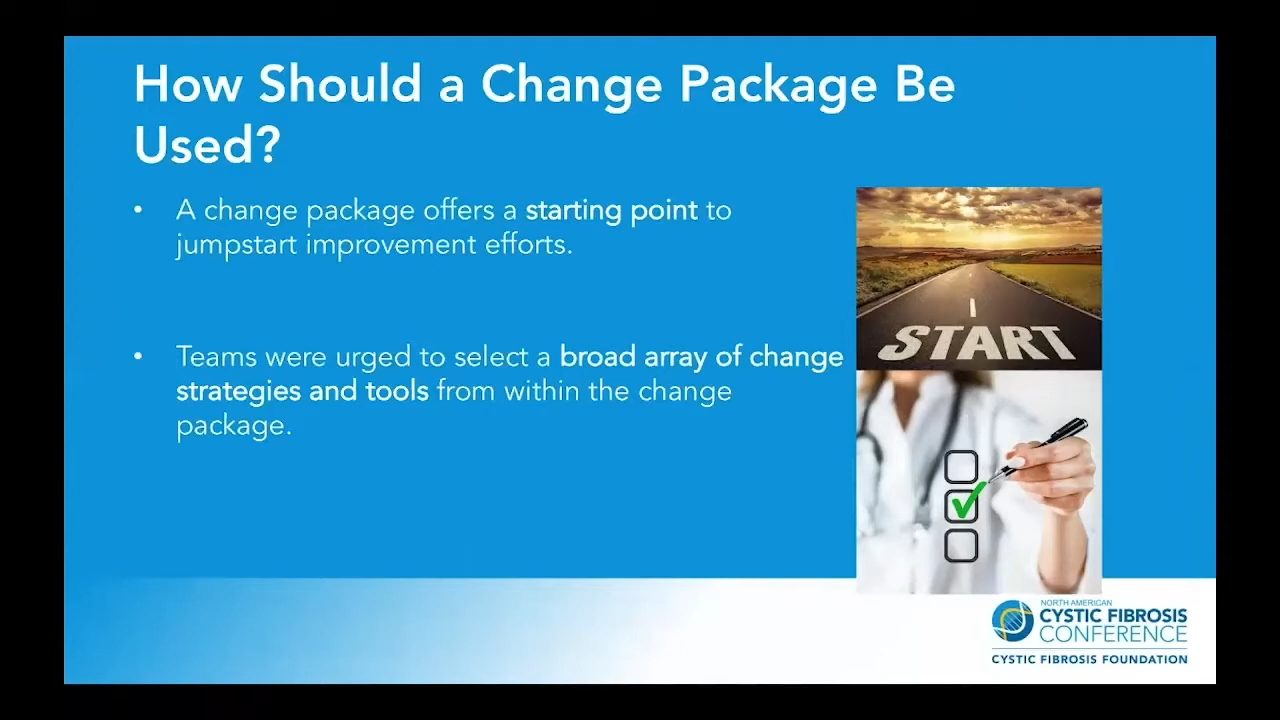 How Should a Change Package Be
Used?
• A change package offers a starting point to
jumpstart improvement efforts.
• Teams were urged to select a broad array of change
strategies and tools from within the change
package.
START
NORTH AMERICAN
CYSTIC FIBROSIS
CONFERENCE
CYSTIC FIBROSIS FOUNDATION